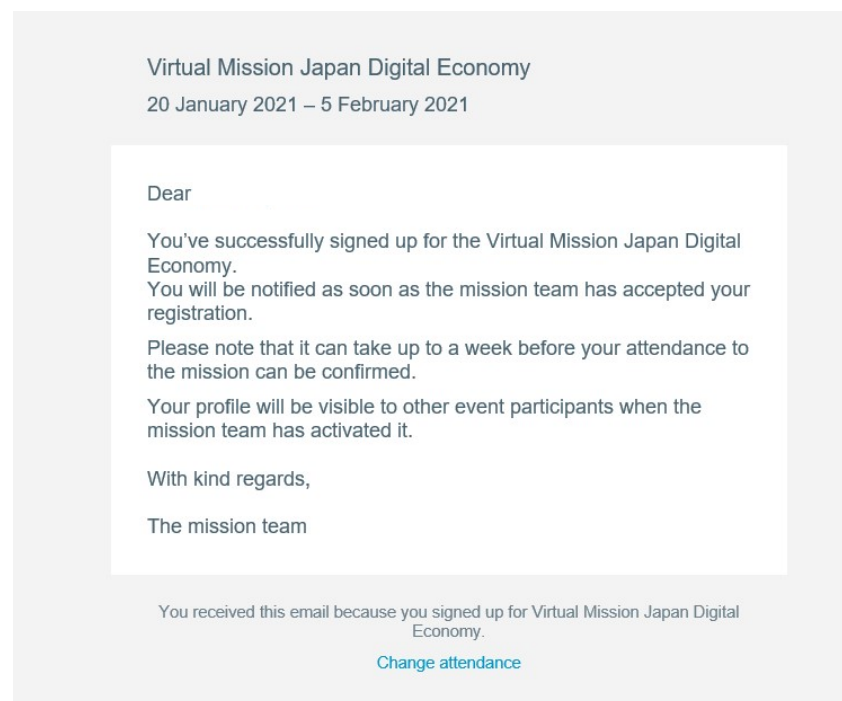 Virtual Mission Japan Digital Economy
20 January 2021 – 5 February 2021
Dear
You've successfully signed up for the Virtual Mission Japan Digital
Economy.
You will be notified as soon as the mission team has accepted your
registration.
Please note that it can take up to a week before your attendance to
the mission can be confirmed.
Your profile will be visible to other event participants when the
mission team has activated it.
With kind regards,
The mission team
You received this email because you signed up for Virtual Mission Japan Digital
Economy.
Change attendance